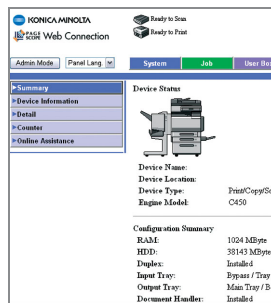 KONICA MINOLTA
PAGE SCOPE Web Connection
Ready to Scan
Ready to Print
Admin Mode
Panel Lang.
System
Job
User Bo
Summary
Device Information
Detail
Counter
Online Assistance
Device Status
Device Name:
Device Location:
Device Type: Print/Copy/Sc
Engine Model: C450
Configuration Summary
RAM: 1024 MByte
HDD: 38143 MByte
Duplex: Installed
Input Tray: Bypass / Tray
Output Tray: Main Tray / B
Document Handler: Installed